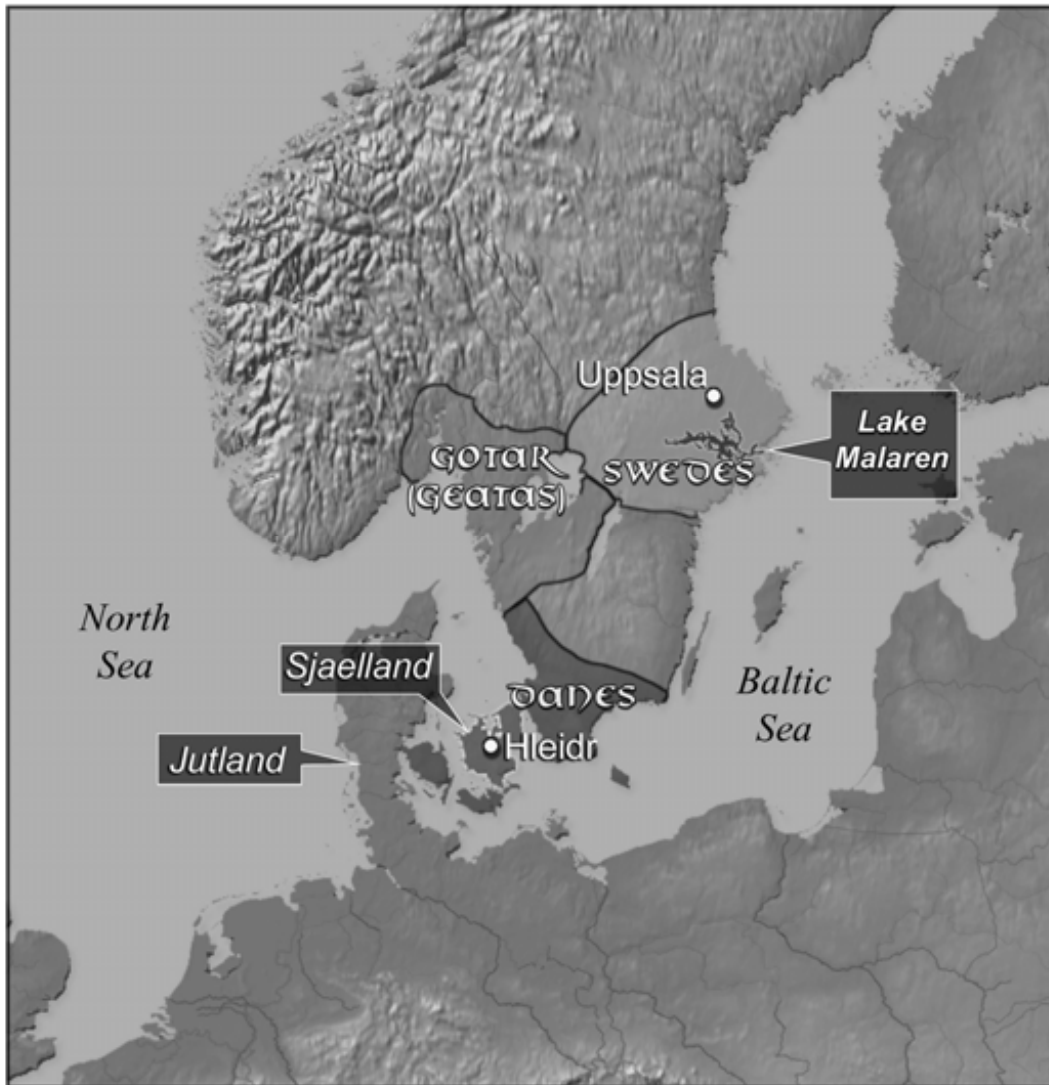 Uppsala
Lake
Malaren
GOTAR
(GEATAS)
SWEDES
North
Sea
Sjaelland
DANES
Baltic
Sea
Hleidr
Jutland